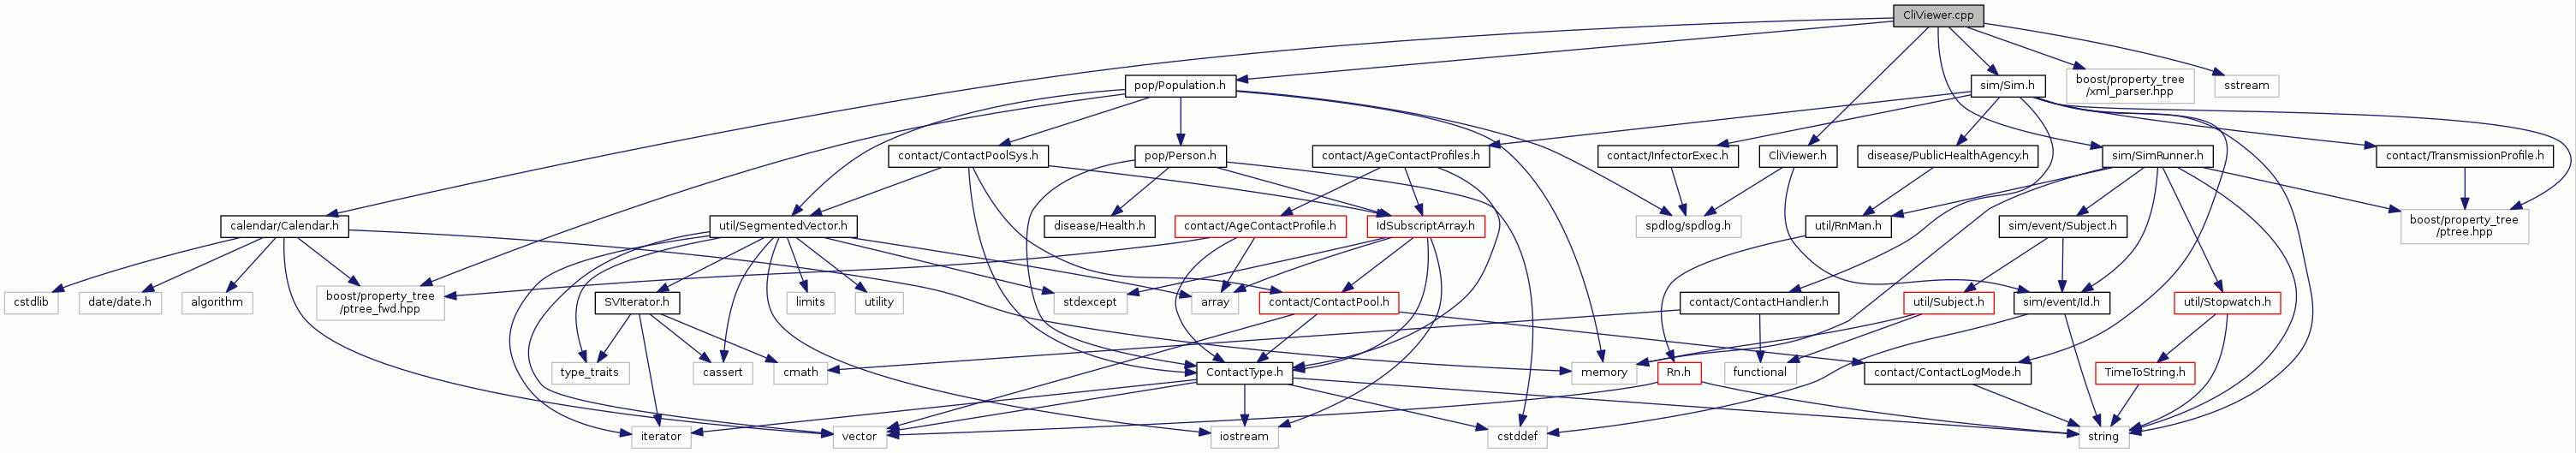 CliViewer.cpp
pop/Population.h
sim/Sim.h
boost/property_tree
/xml_parser.hpp
sstream
contact/ContactPoolSys.h
pop/Person.h
contact/AgeContactProfiles.h
contact/InfectorExec.h
CliViewer.h
disease/PublicHealthAgency.h
sim/SimRunner.h
contact/TransmissionProfile.h
calendar/Calendar.h
util/SegmentedVector.h
disease/Health.h
contact/AgeContactProfile.h
IdSubscriptArray.h
spdlog/spdlog.h
util/RnMan.h
sim/event/Subject.h
boost/property_tree
/ptree.hpp
cstdlib
date/date.h
algorithm
boost/property_tree
/ptree_fwd.hpp
SVIterator.h
limits
utility
stdexcept
array
contact/ContactPool.h
contact/ContactHandler.h
util/Subject.h
sim/event/Id.h
util/Stopwatch.h
type_traits
cassert
cmath
ContactType.h
memory
Rn.h
functional
contact/ContactLogMode.h
TimeToString.h
iterator
vector
iostream
cstddef
string